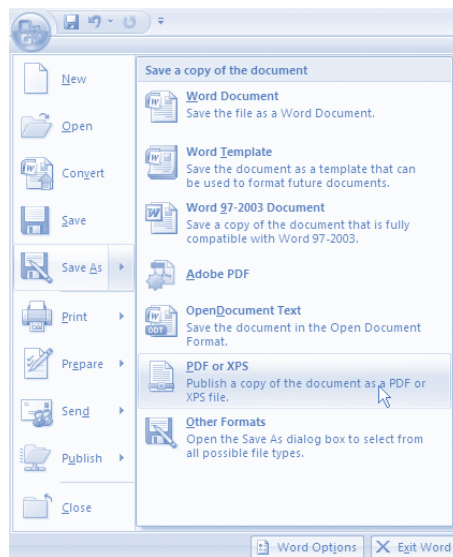 New
Open
Convert
Save
Save As
Print
Prepare
Send
Publish
Close
Save a copy of the document
Word Document
Save the file as a Word Document.
Word Template
Save the document as a template that can
be used to format future documents.
Word 97-2003 Document
Save a copy of the document that is fully
compatible with Word 97-2003.
Adobe PDF
OpenDocument Text
Save the document in the Open Document
Format.
PDF or XPS
Publish a copy of the document as a PDF or
XPS file.
Other Formats
Open the Save As dialog box to select from
all possible file types.
Word Options
Exit Word